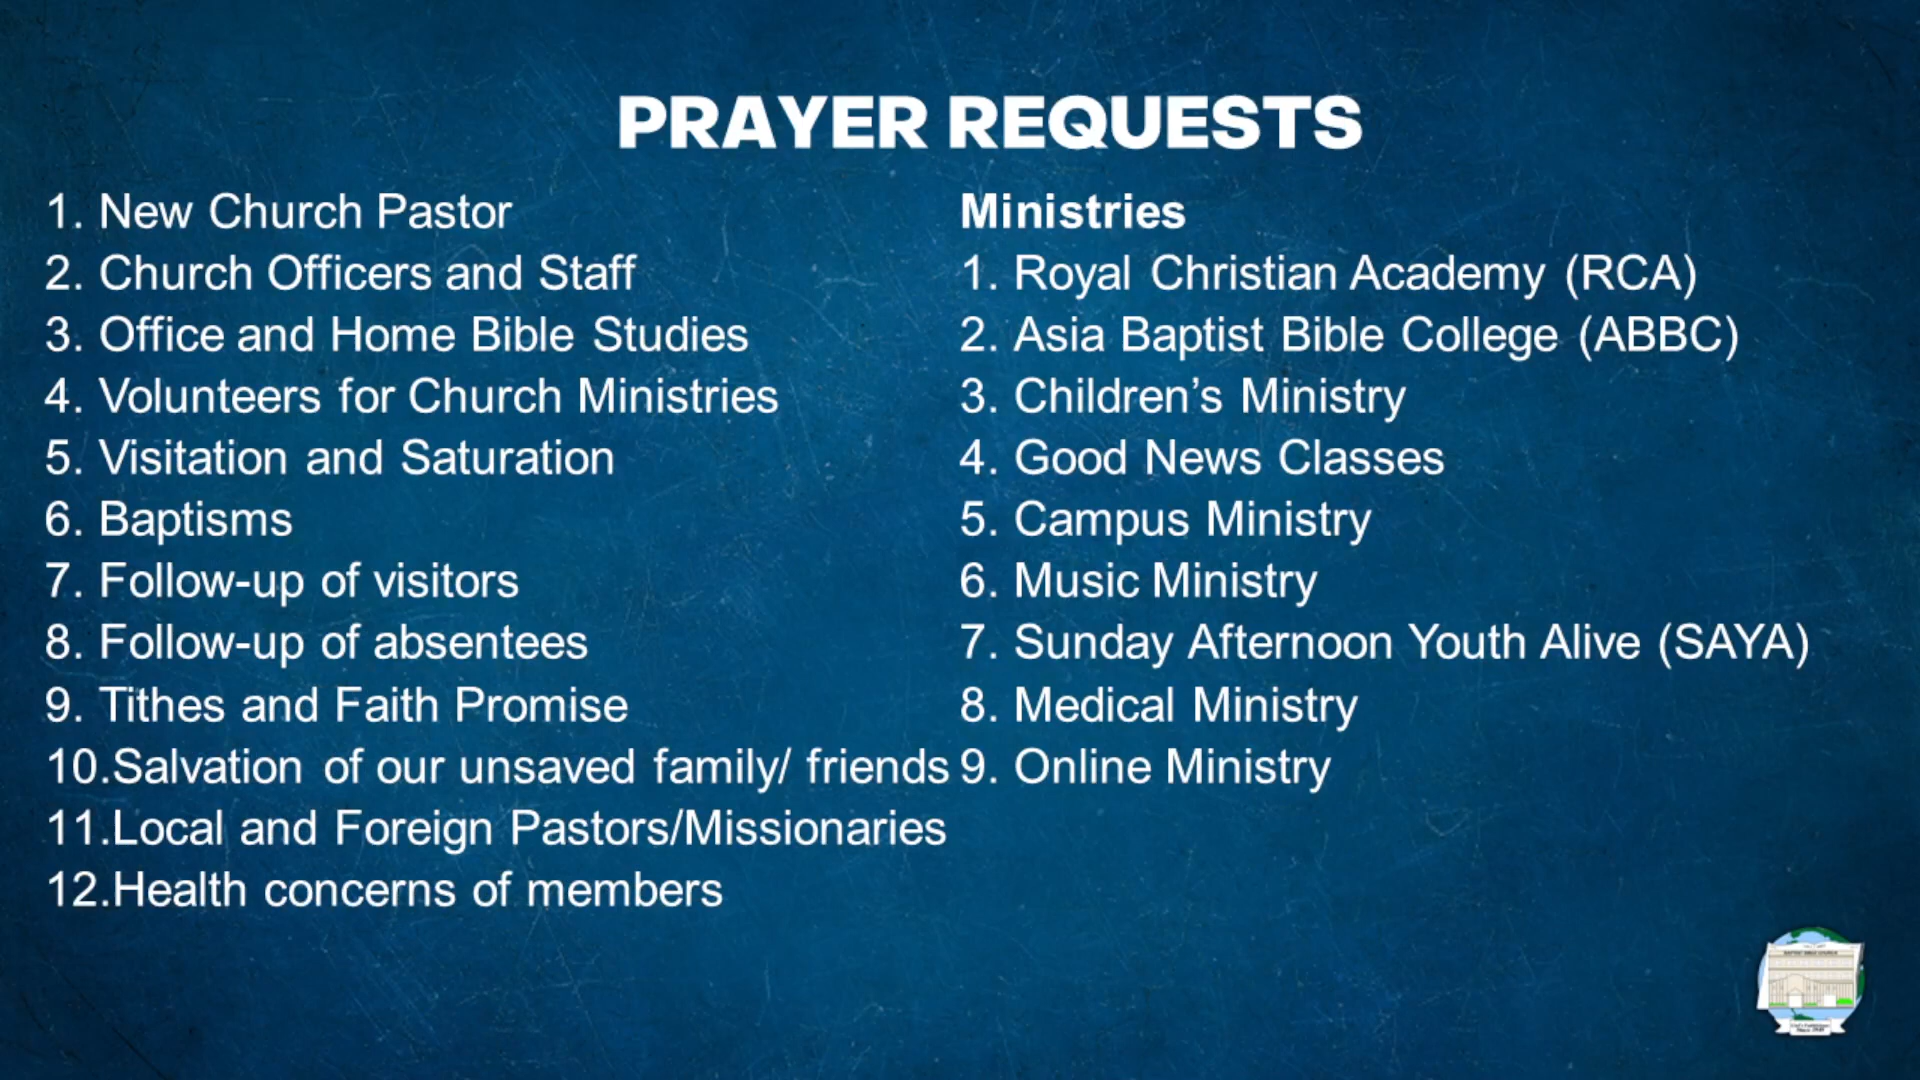 PRAYER REQUESTS
1. New Church Pastor
2. Church Officers and Staff
3. Office and Home Bible Studies
4. Volunteers for Church Ministries
5. Visitation and Saturation
6. Baptisms
7. Follow-up of visitors
8. Follow-up of absentees
9. Tithes and Faith Promise
10.Salvation of our unsaved family/ friends
11.Local and Foreign Pastors/Missionaries
12.Health concerns of members
Ministries
1. Royal Christian Academy (RCA)
2. Asia Baptist Bible College (ABBC)
3. Children’s Ministry
4. Good News Classes
5. Campus Ministry
6. Music Ministry
7. Sunday Afternoon Youth Alive (SAYA)
8. Medical Ministry
9. Online Ministry
BAPTIST BIBLE CHURCH